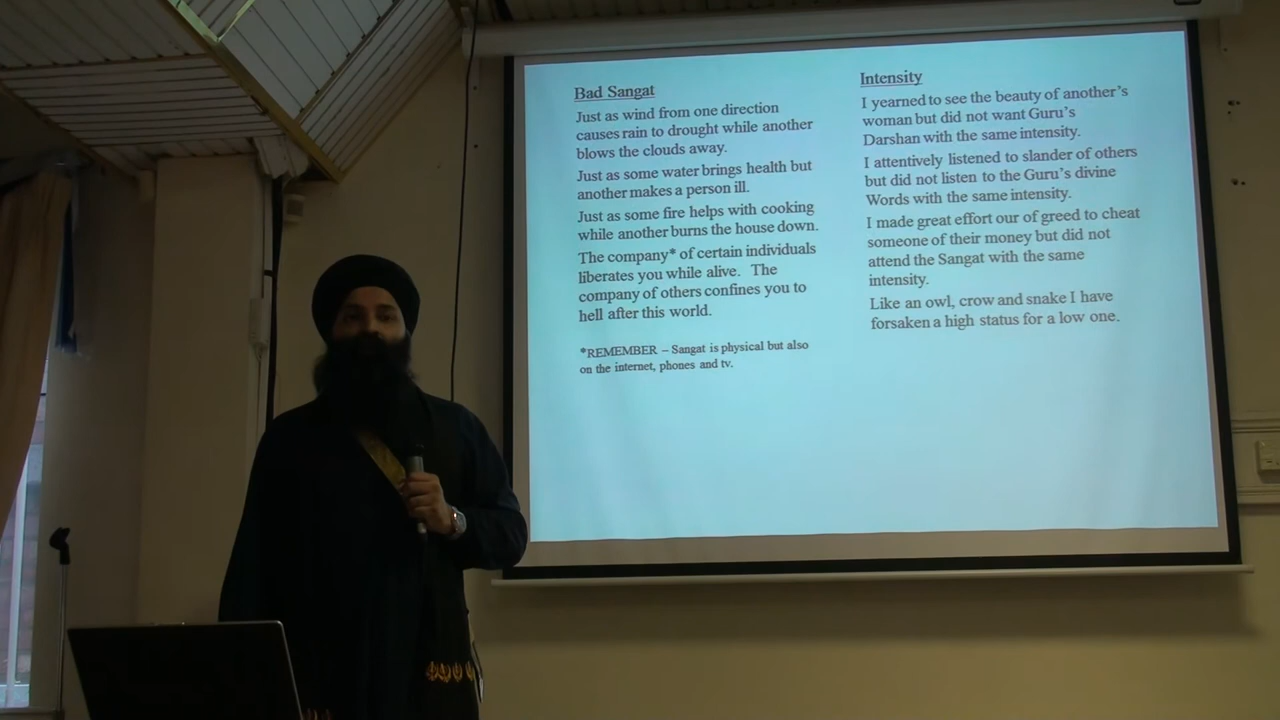 Bad Sangat
Just as wind from one direction
causes rain to drought while another
blows the clouds away.
Just as some water brings health but
another makes a person ill.
Just as some fire helps with cooking
while another burns the house down.
The company* of certain individuals
liberates you while alive. The
company of others confines you to
hell after this world.
*REMEMBER – Sangat is physical but also
on the internet, phones and tv.
Intensity
I yearned to see the beauty of another's
woman but did not want Guru's
Darshan with the same intensity.
I attentively listened to slander of others
but did not listen to the Guru's divine
Words with the same intensity.
I made great effort our of greed to cheat
someone of their money but did not
attend the Sangat with the same
intensity.
Like an owl, crow and snake I have
forsaken a high status for a low one.